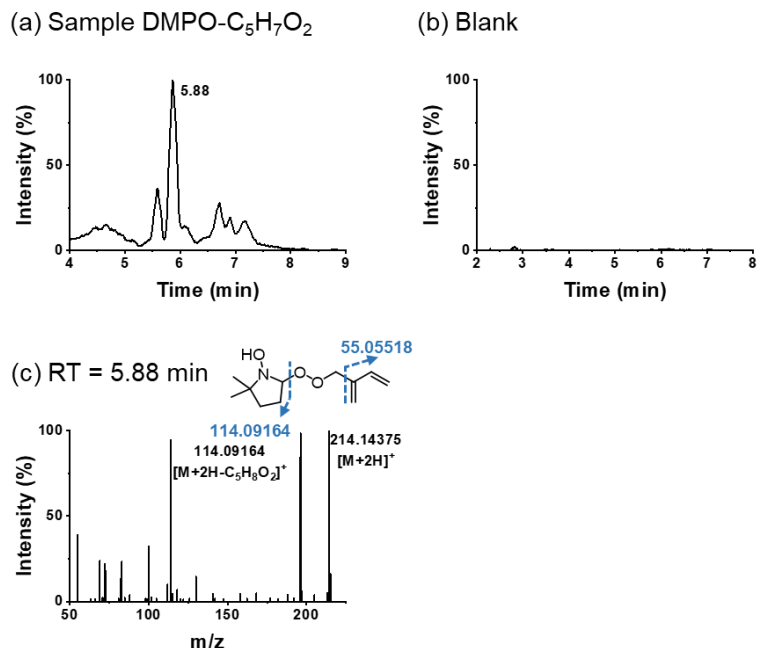 (a) Sample DMPO-C₅H₇O₂
(b) Blank
100
50
0
Intensity (%)
5.88
4 5 6 7 8 9
Time (min)
100
50
0
Intensity (%)
2 3 4 5 6 7 8
Time (min)
(c) RT = 5.88 min
HO
N
O
O
55.05518
114.09164
100
50
0
Intensity (%)
114.09164
[M+2H-C₅H₈O₂]⁺
214.14375
[M+2H]⁺
50 100 150 200
m/z